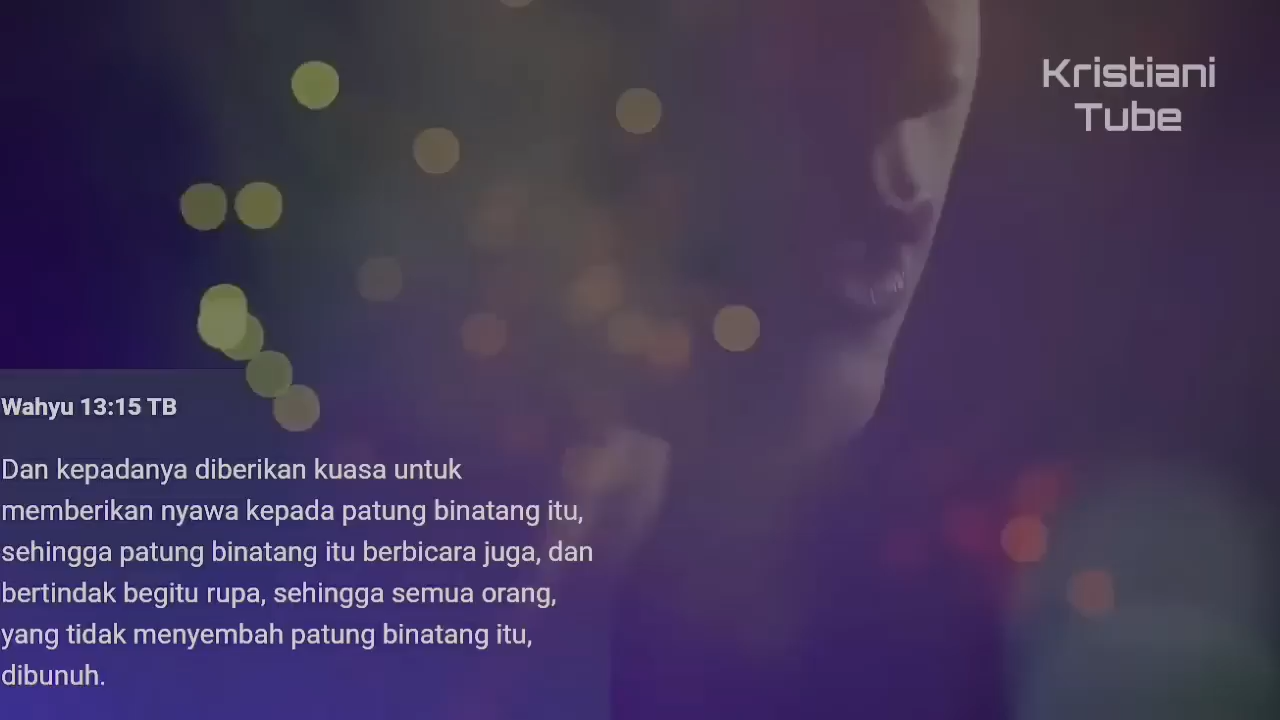 Kristiani
Tube
Wahyu 13:15 TB
Dan kepadanya diberikan kuasa untuk
memberikan nyawa kepada patung binatang itu,
sehingga patung binatang itu berbicara juga, dan
bertindak begitu rupa, sehingga semua orang,
yang tidak menyembah patung binatang itu,
dibunuh.